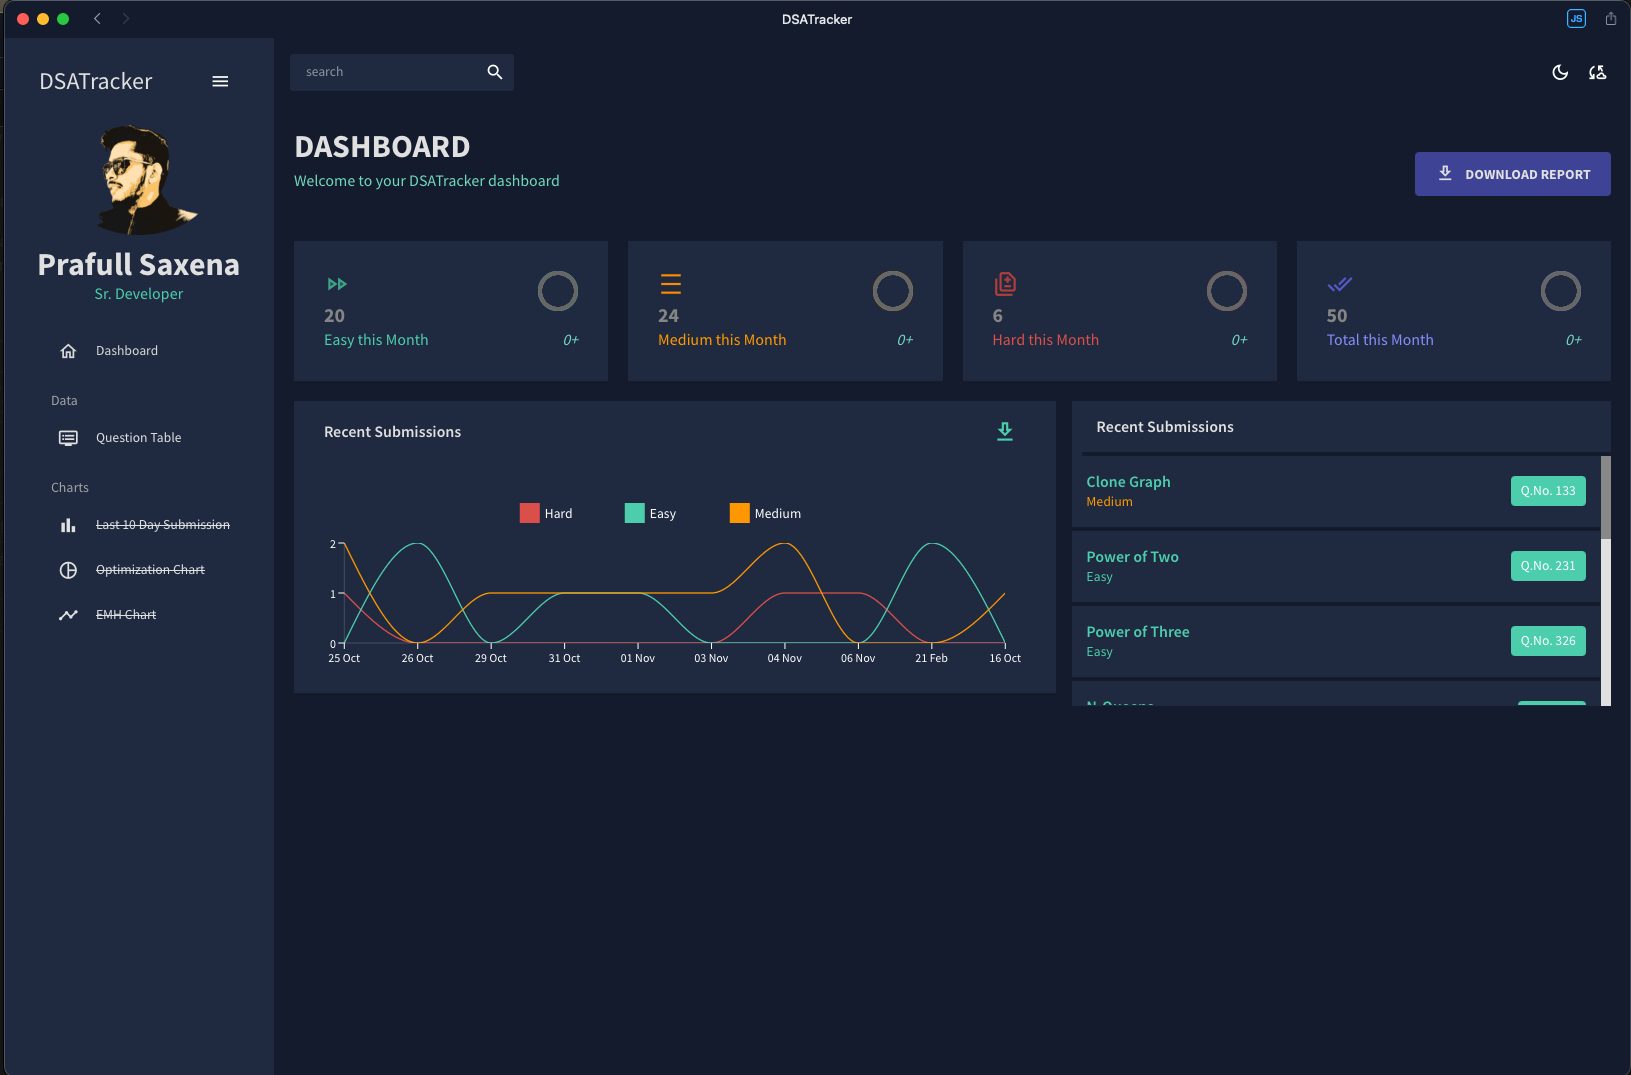 DSATracker
JS
DSATracker
search
DASHBOARD
Welcome to your DSATracker dashboard
DOWNLOAD REPORT
Prafull Saxena
Sr. Developer
Dashboard
Data
Question Table
Charts
Last 10 Day Submission
Optimization Chart
EMH Chart
20
Easy this Month
0+
24
Medium this Month
0+
6
Hard this Month
0+
50
Total this Month
0+
Recent Submissions
Hard
Easy
Medium
2
1
0
25 Oct
26 Oct
29 Oct
31 Oct
01 Nov
03 Nov
04 Nov
06 Nov
21 Feb
16 Oct
Recent Submissions
Clone Graph
Medium
Q.No. 133
Power of Two
Easy
Q.No. 231
Power of Three
Easy
Q.No. 326